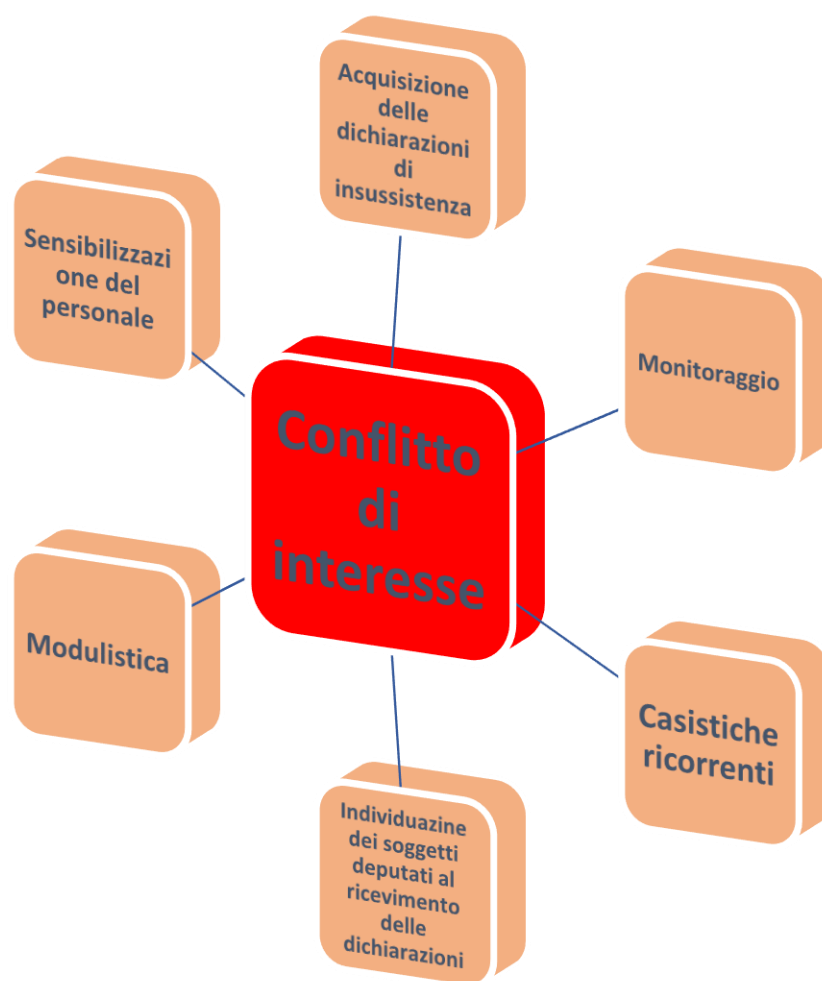 Acquisizione
delle
dichiarazioni
di
insussistenza
Sensibilizzazi
one del
personale
Monitoraggio
Conflitto
di
interesse
Modulistica
Casistiche
ricorrenti
Individuazine
dei soggetti
deputati al
ricevimento
delle
dichiarazioni